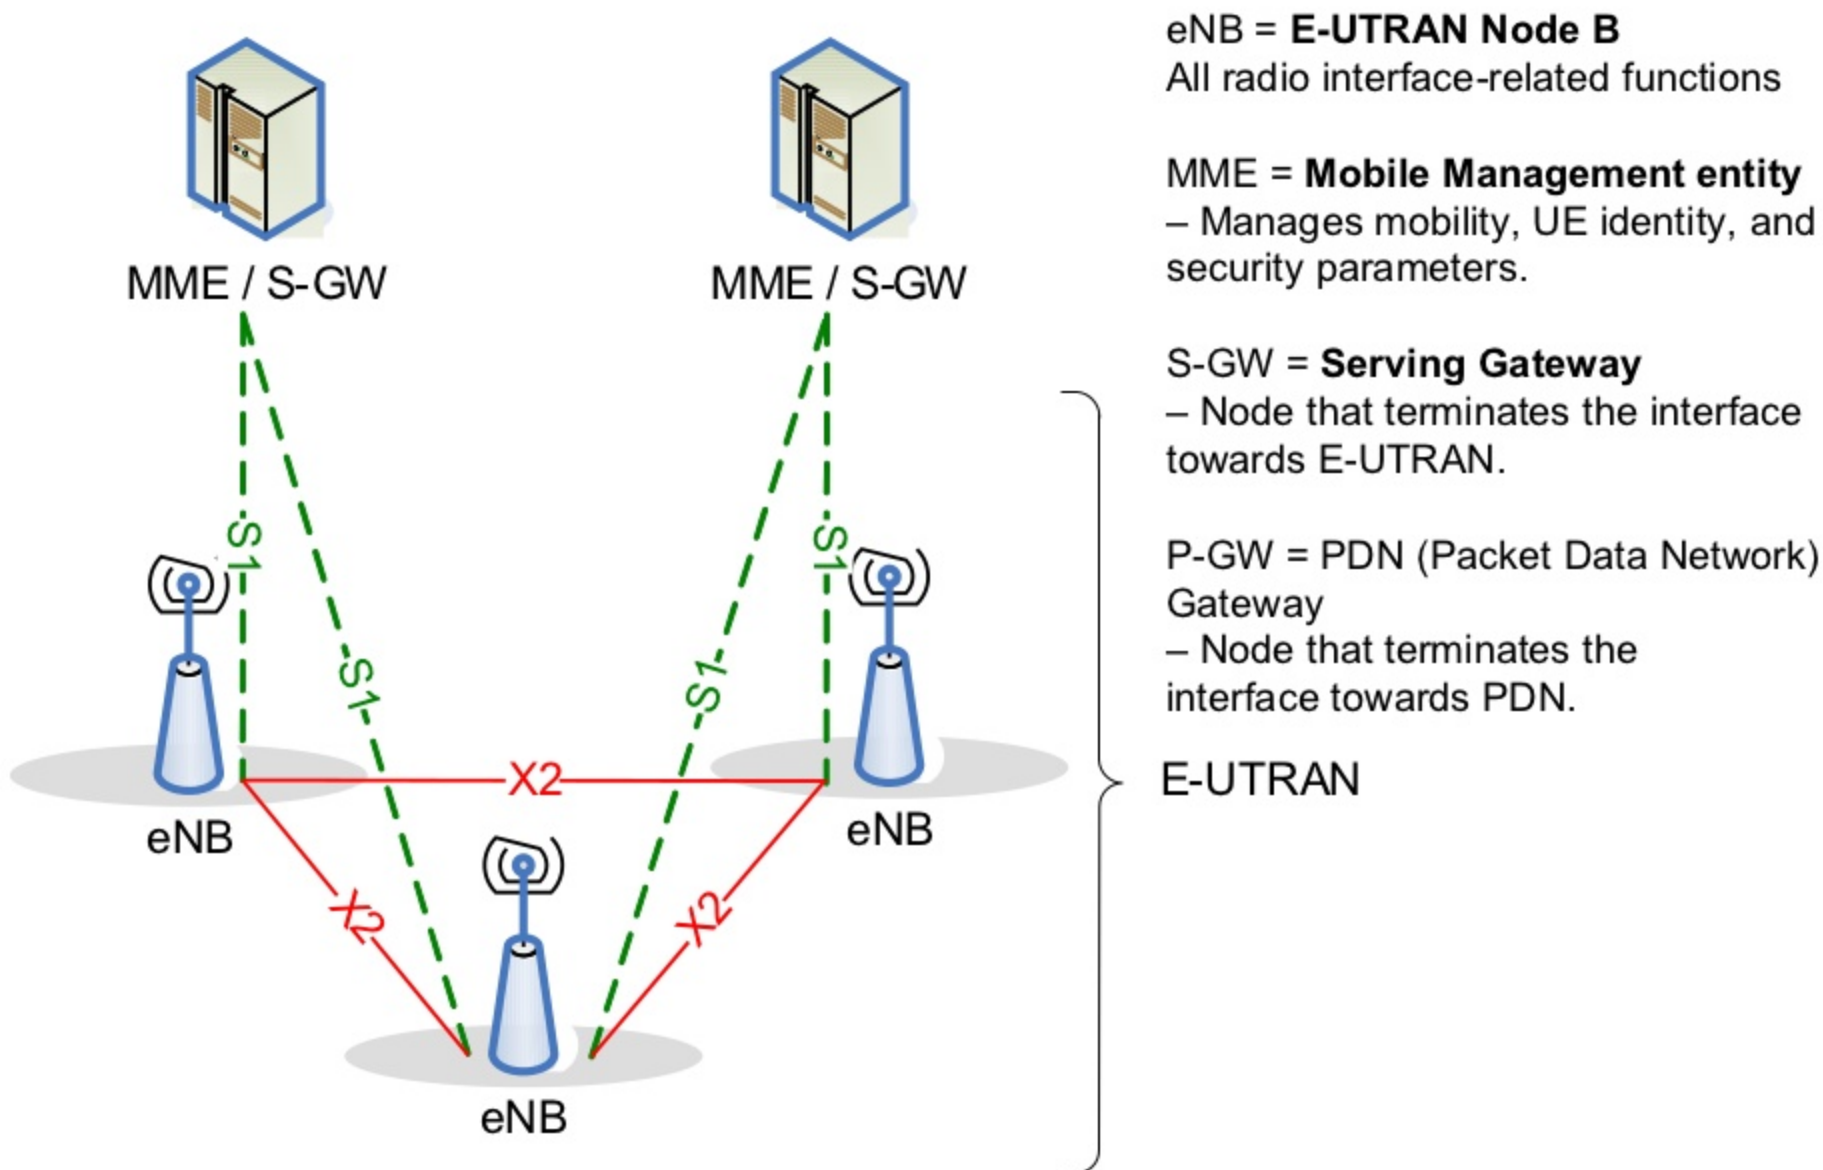 eNB = E-UTRAN Node B
All radio interface-related functions
MME = Mobile Management entity
– Manages mobility, UE identity, and
security parameters.
S-GW = Serving Gateway
– Node that terminates the interface
towards E-UTRAN.
P-GW = PDN (Packet Data Network)
Gateway
– Node that terminates the
interface towards PDN.
E-UTRAN
MME / S-GW
MME / S-GW
S1
S1
S1
S1
X2
eNB
eNB
X2
X2
eNB